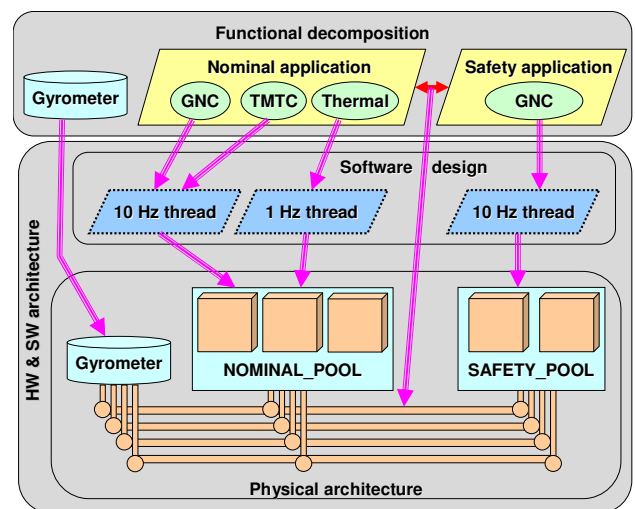 Functional decomposition
Nominal application
Safety application
Gyrometer
GNC
TMTC
Thermal
GNC
Software design
10 Hz thread
1 Hz thread
10 Hz thread
HW & SW architecture
Gyrometer
NOMINAL_POOL
SAFETY_POOL
Physical architecture